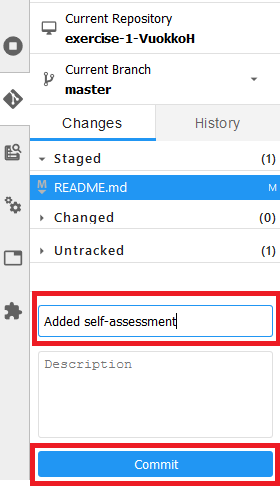 Current Repository
exercise-1-VuokkoH
Current Branch
master
Changes History
Staged (1)
M README.md M
Changed (0)
Untracked (1)
Added self-assessment
Description
Commit